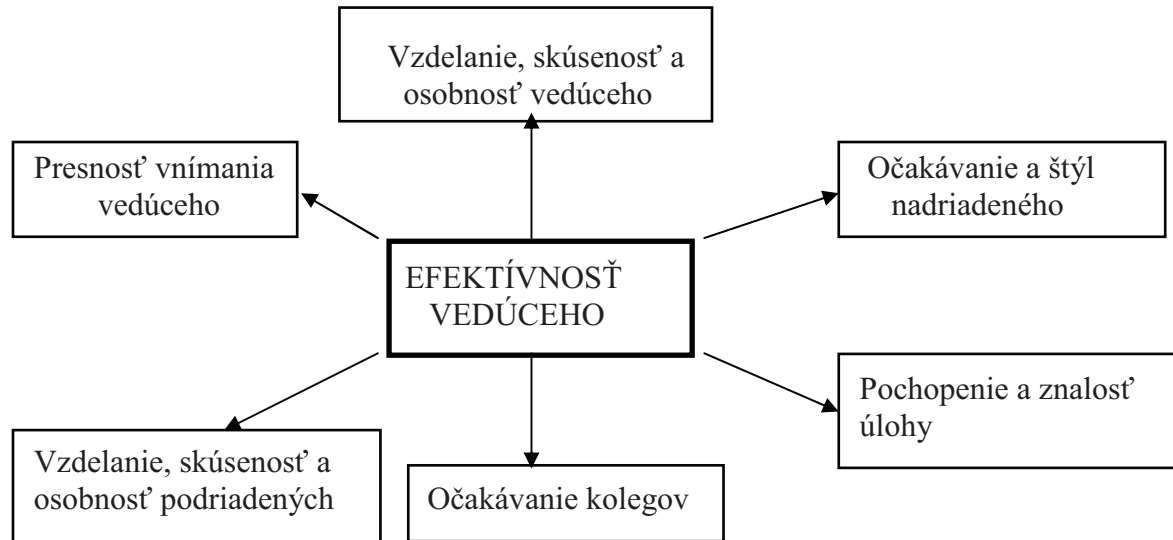 Vzdelanie, skúsenosť a
osobnosť vedúceho
Presnosť vnímania
vedúceho
Očakávanie a štýl
nadriadeného
EFEKTÍVNOSŤ
VEDÚCEHO
Pochopenie a znalosť
úlohy
Vzdelanie, skúsenosť a
osobnosť podriadených
Očakávanie kolegov